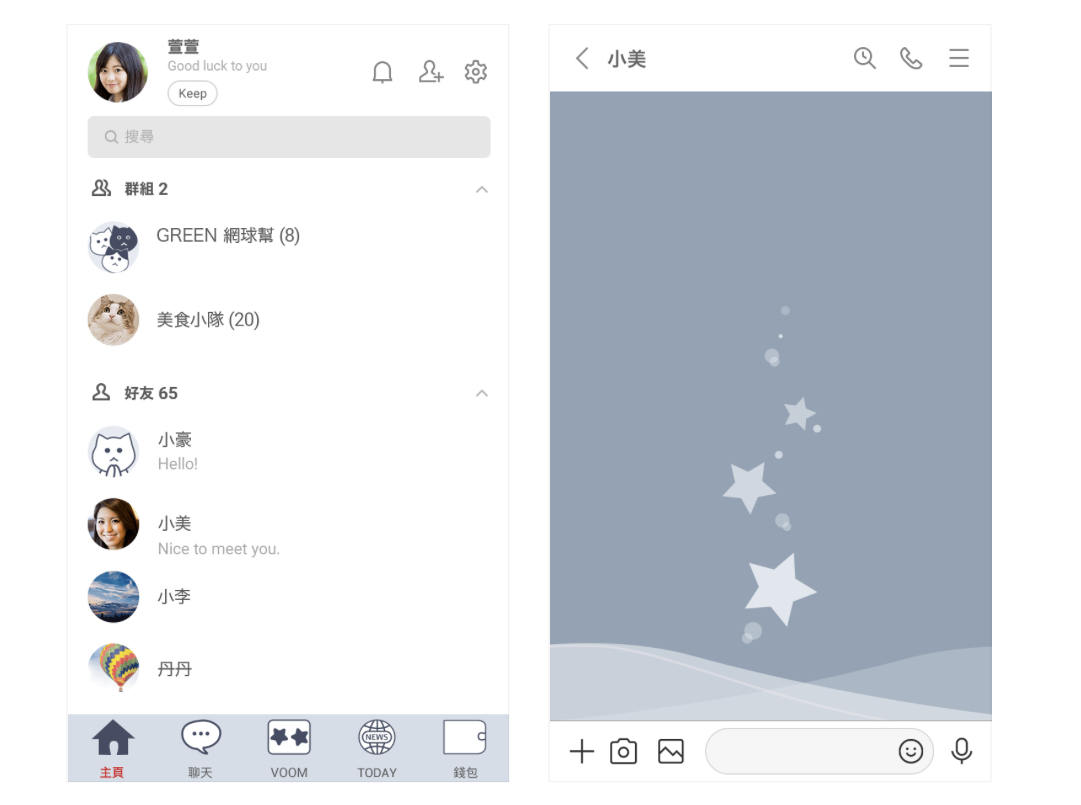 萱萱
Good luck to you
Keep
搜尋
群組 2
GREEN 網球幫 (8)
美食小隊 (20)
好友 65
小豪
Hello!
小美
Nice to meet you.
小李
丹丹
NEWS
主頁
聊天
VOOM
TODAY
錢包
小美